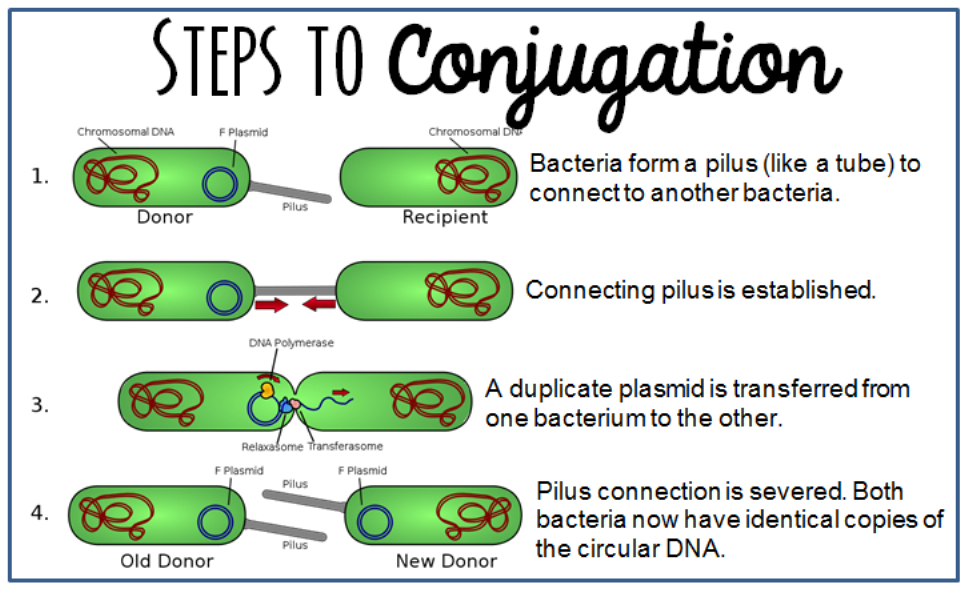 STEPS TO Conjugation
Chromosomal DNA
F Plasmid
Chromosomal DN
1.
Pilus
Donor
Recipient
Bacteria form a pilus (like a tube) to
connect to another bacteria.
2.
Connecting pilus is established.
DNA Polymerase
3.
Relaxasome
Transferasome
A duplicate plasmid is transferred from
one bacterium to the other.
F Plasmid
Pilus
F Plasmid
4.
Pilus
Old Donor
New Donor
Pilus connection is severed. Both
bacteria now have identical copies of
the circular DNA.